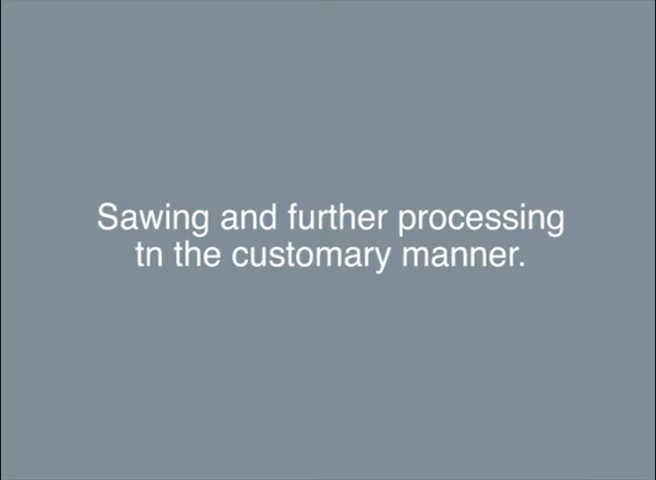 Sawing and further processing
tn the customary manner.